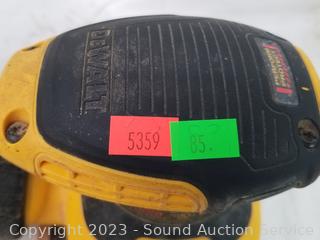 DEWALT
5359
85.
Copyright 2023 - Sound Auction Service